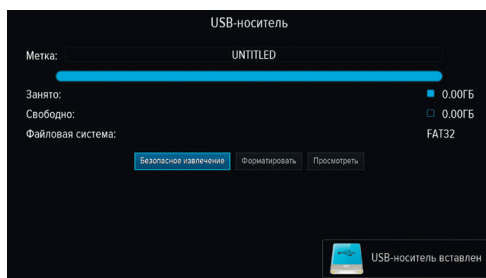 USB-носитель
Метка: UNTITLED
Занято: 0.00ГБ
Свободно: 0.00ГБ
Файловая система: FAT32
Безопасное извлечение Форматировать Просмотреть
USB-носитель вставлен